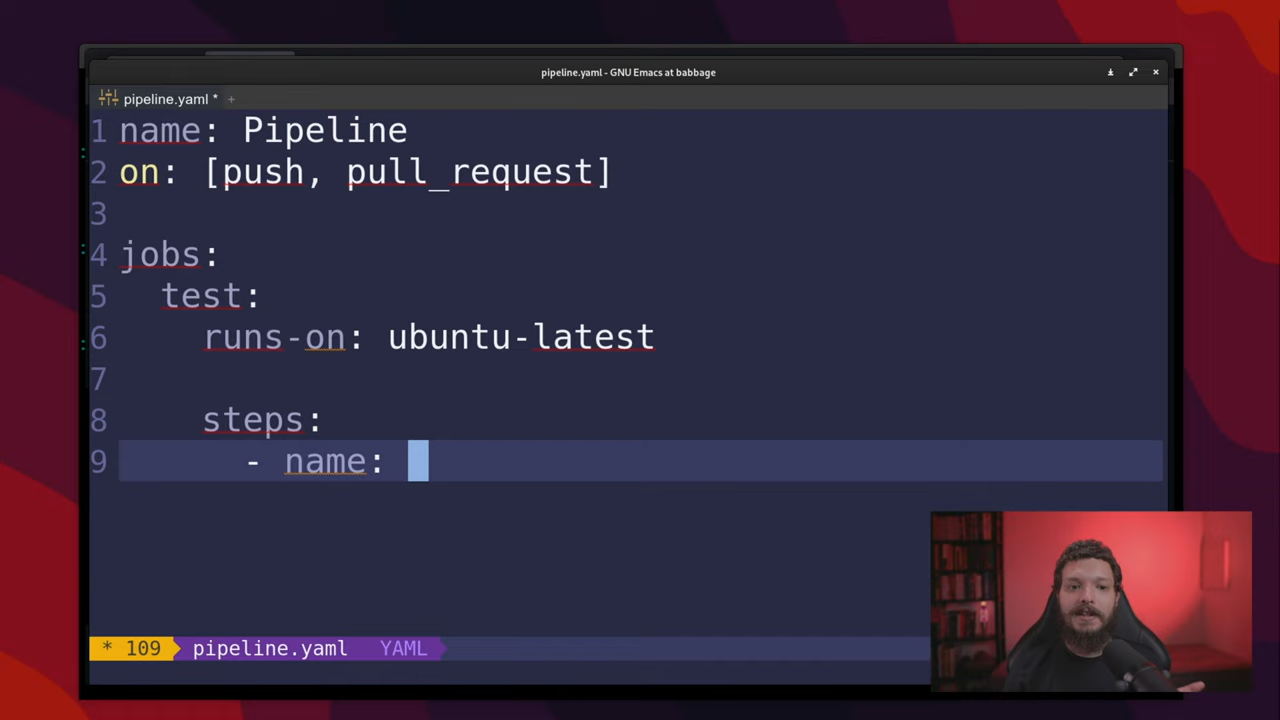 pipeline.yaml - GNU Emacs at babbage
pipeline.yaml * +
1 name: Pipeline
2 on: [push, pull_request]
3
4 jobs:
5 test:
6 runs-on: ubuntu-latest
7
8 steps:
9 - name:
* 109 pipeline.yaml YAML